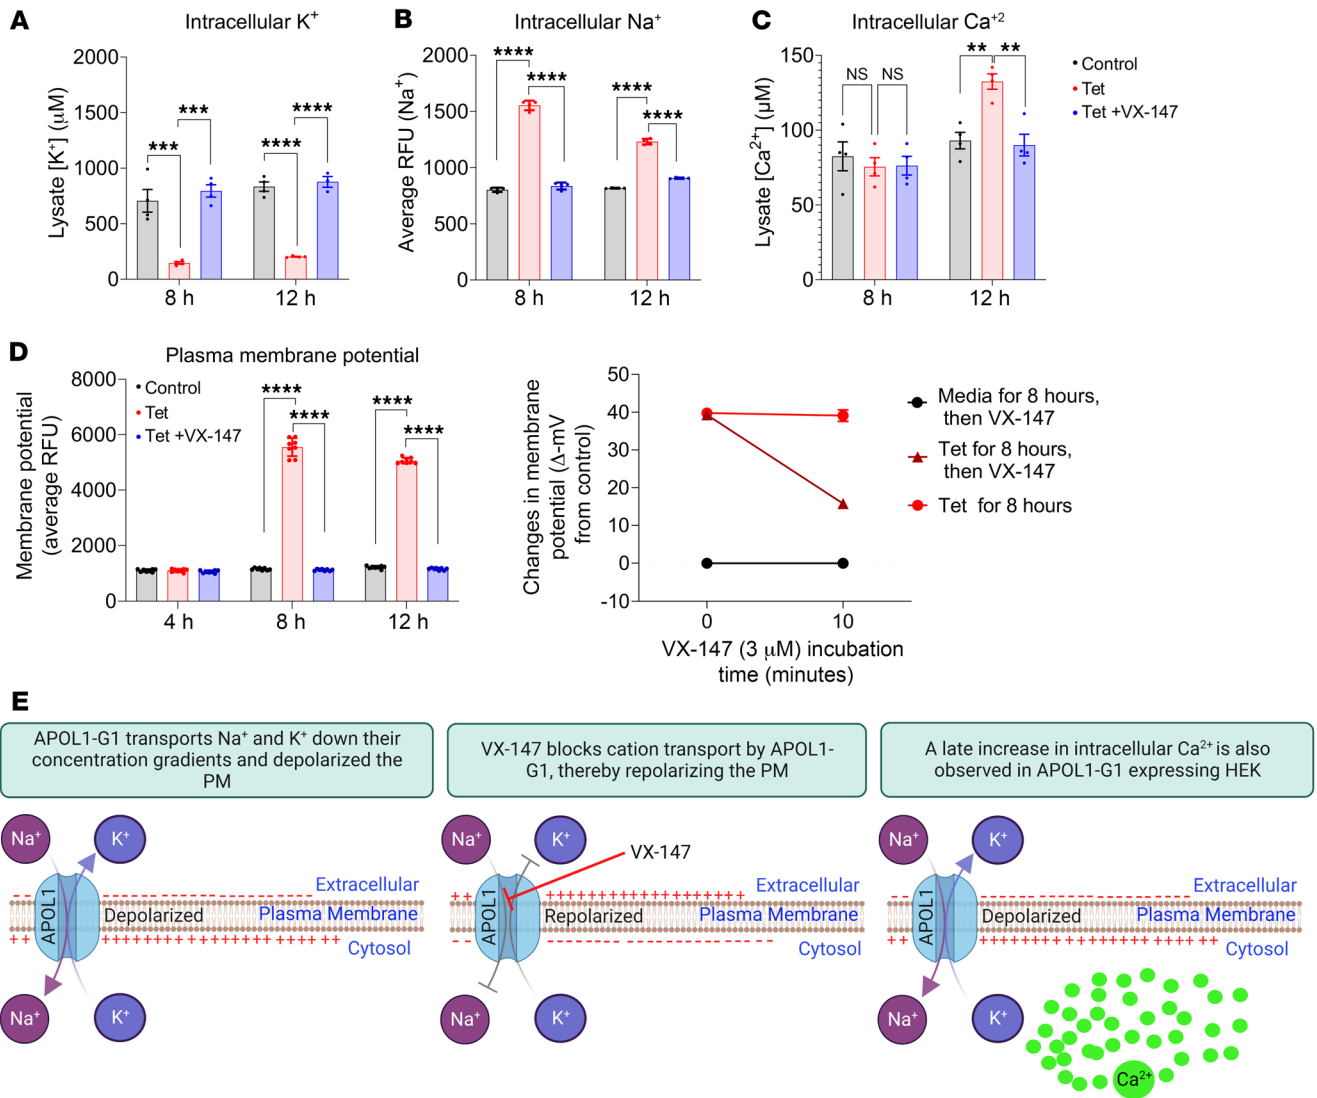 A
Intracellular K⁺
Lysate [K⁺] (μM)
2000
1500
1000
500
0
***
***
****
****
8 h
12 h
B
Intracellular Na⁺
Average RFU (Na⁺)
2000
1500
1000
500
0
****
****
****
****
8 h
12 h
C
Intracellular Ca⁺²
Lysate [Ca²⁺] (μM)
150
100
50
0
NS
NS
**
**
8 h
12 h
Control
Tet
Tet +VX-147
D
Plasma membrane potential
Membrane potential
(average RFU)
8000
6000
4000
2000
0
Control
Tet
Tet +VX-147
****
****
****
****
4 h
8 h
12 h
Changes in membrane
potential (Δ-mV
from control)
50
40
30
20
10
0
-10
0
10
VX-147 (3 μM) incubation
time (minutes)
Media for 8 hours,
then VX-147
Tet for 8 hours,
then VX-147
Tet for 8 hours
E
APOL1-G1 transports Na⁺ and K⁺ down their
concentration gradients and depolarized the
PM
Na⁺
K⁺
APOL1
Extracellular
Depolarized
Plasma Membrane
Cytosol
Na⁺
K⁺
VX-147 blocks cation transport by APOL1-
G1, thereby repolarizing the PM
Na⁺
K⁺
VX-147
APOL1
Extracellular
Repolarized
Plasma Membrane
Cytosol
Na⁺
K⁺
A late increase in intracellular Ca²⁺ is also
observed in APOL1-G1 expressing HEK
Na⁺
K⁺
APOL1
Extracellular
Depolarized
Plasma Membrane
Cytosol
Na⁺
K⁺
Ca²⁺